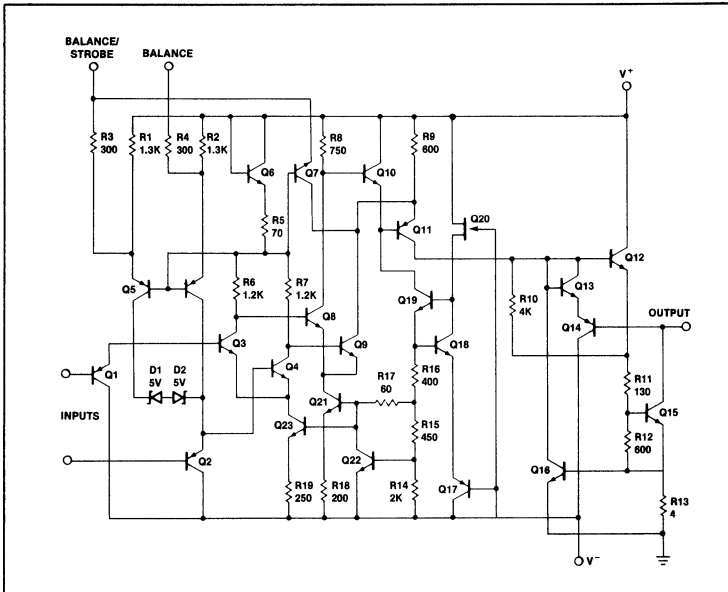 BALANCE/
STROBE
BALANCE
V+
R3
300
R1
1.3K
R4
300
R2
1.3K
Q6
Q7
R8
750
Q10
R9
600
Q20
R5
70
Q11
Q12
Q5
R6
1.2K
R7
1.2K
Q8
Q19
R10
4K
Q13
Q14
OUTPUT
Q3
Q9
Q18
Q1
D1
5V
D2
5V
Q4
R17
60
R16
400
R11
130
Q15
INPUTS
Q21
Q23
R15
450
R12
600
Q2
Q22
Q16
R19
250
R18
200
R14
2K
Q17
R13
4
V-